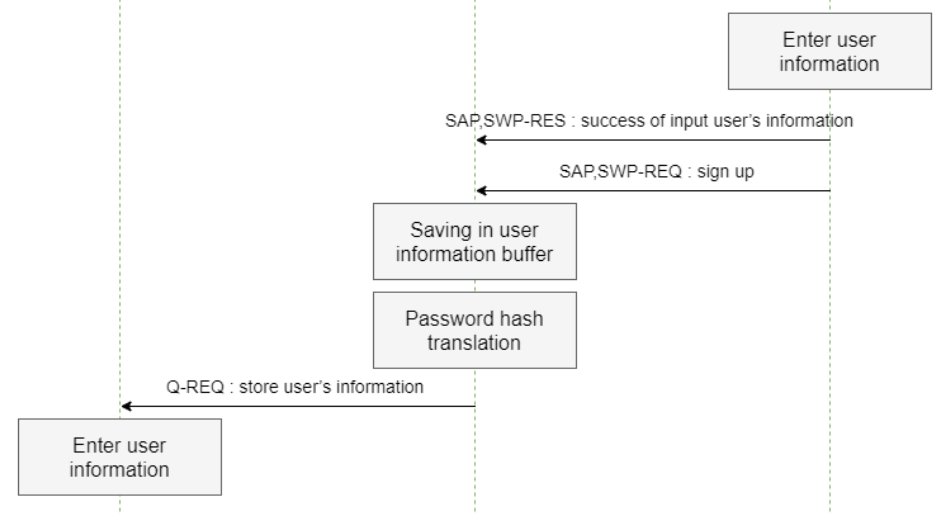 Enter user
information
SAP,SWP-RES : success of input user's information
SAP,SWP-REQ : sign up
Saving in user
information buffer
Password hash
translation
Q-REQ : store user's information
Enter user
information